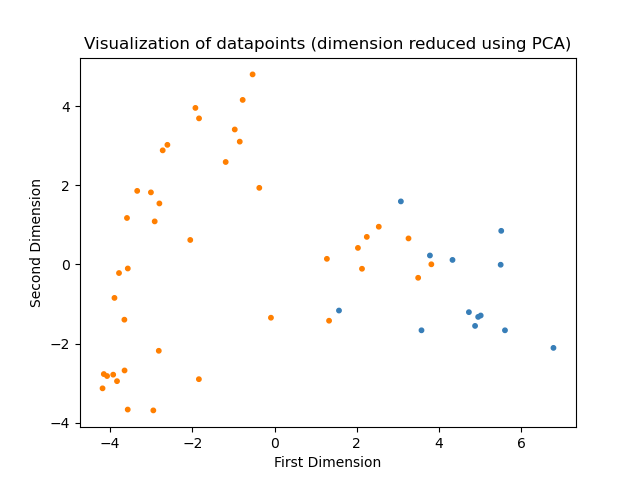 Visualization of datapoints (dimension reduced using PCA)
4
2
0
−2
−4
Second Dimension
−4 −2 0 2 4 6
First Dimension